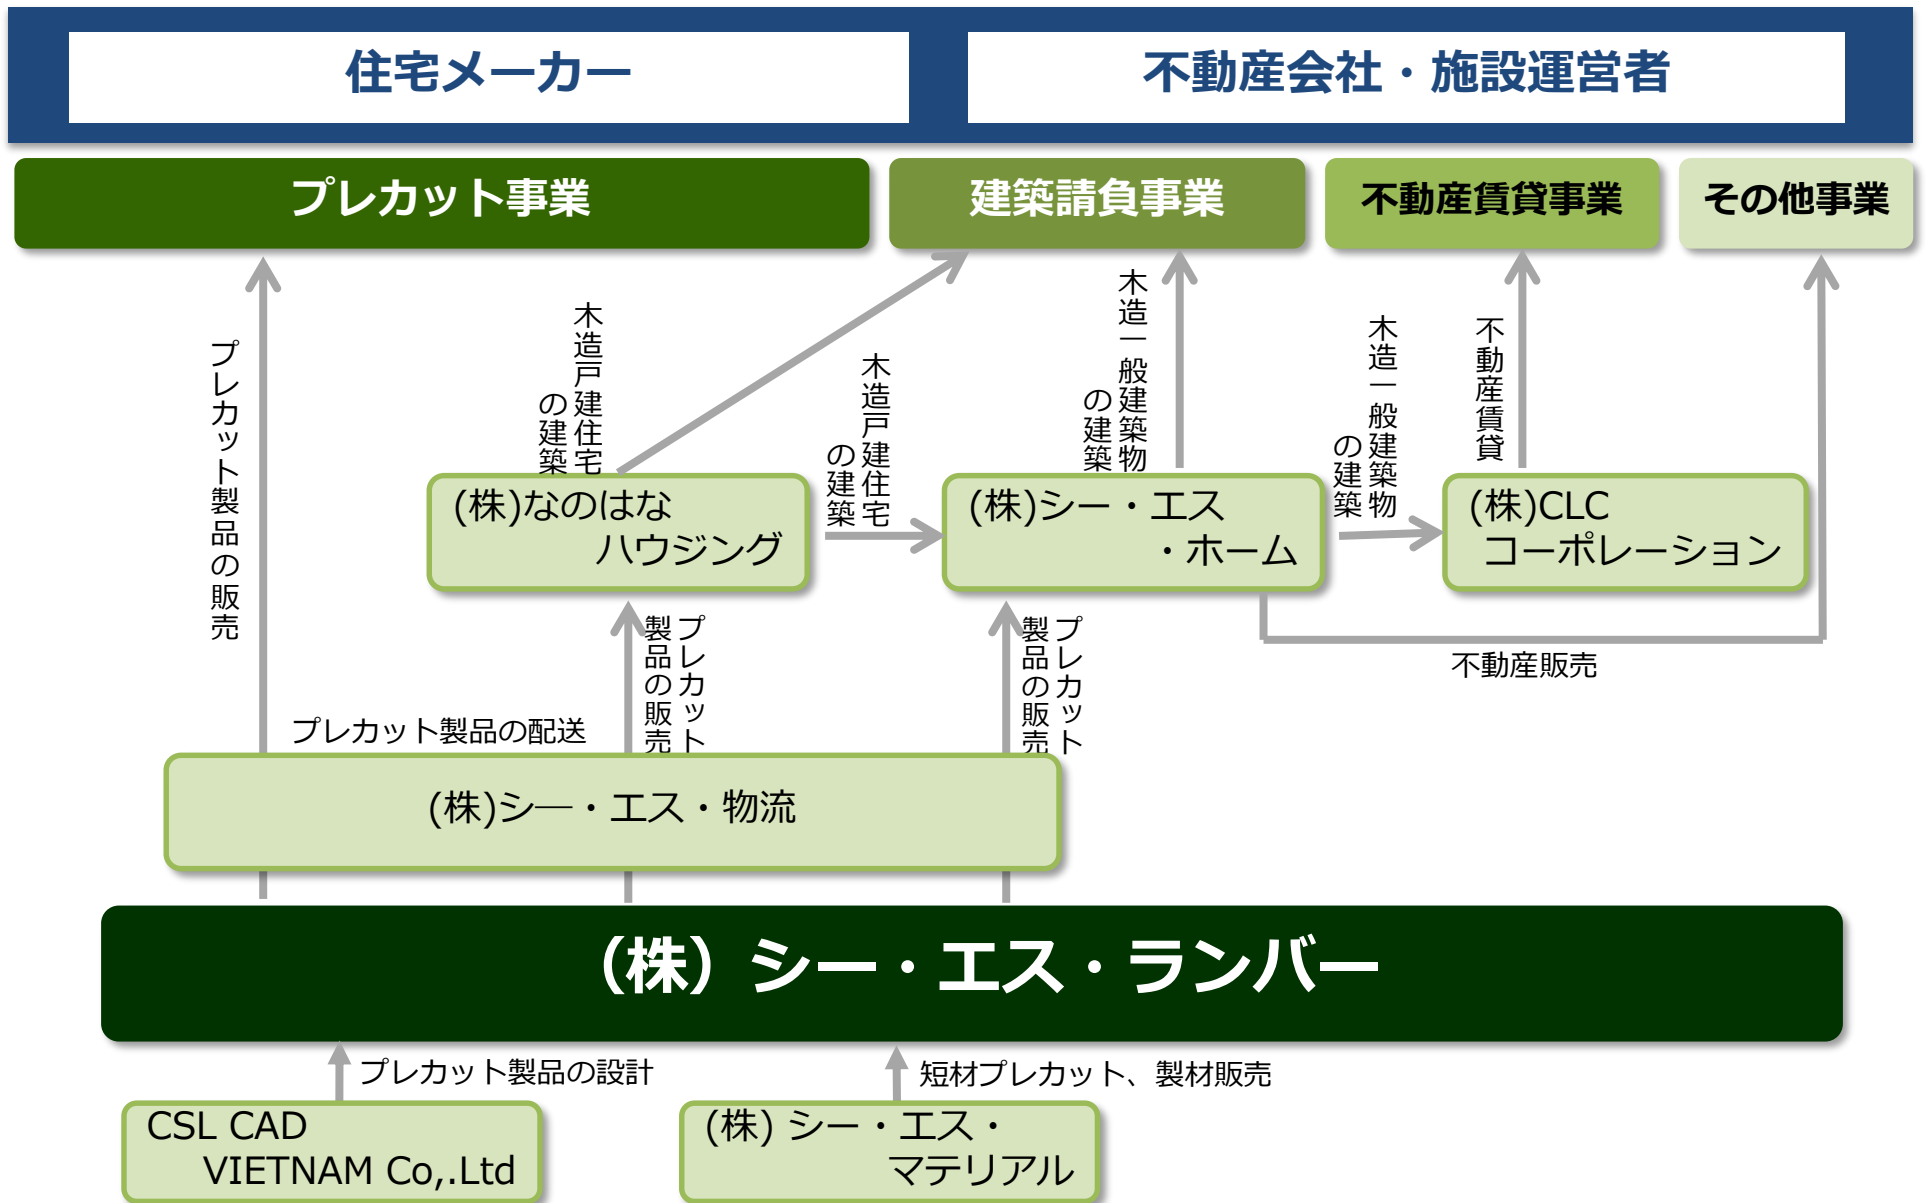 住宅メーカー
不動産会社・施設運営者
プレカット事業
建築請負事業
不動産賃貸事業
その他事業
プレカット製品の販売
木造戸建住宅
の建築
木造戸建住宅
の建築
木造一般建築物
の建築
木造一般建築物
の建築
不動産賃貸
(株)なのはな
ハウジング
(株)シー・エス
・ホーム
(株)CLC
コーポレーション
プレカット
製品の販売
プレカット
製品の販売
不動産販売
プレカット製品の配送
(株)シ―・エス・物流
（株）シー・エス・ランバー
プレカット製品の設計
短材プレカット、製材販売
CSL CAD
VIETNAM Co,.Ltd
(株) シー・エス・
マテリアル